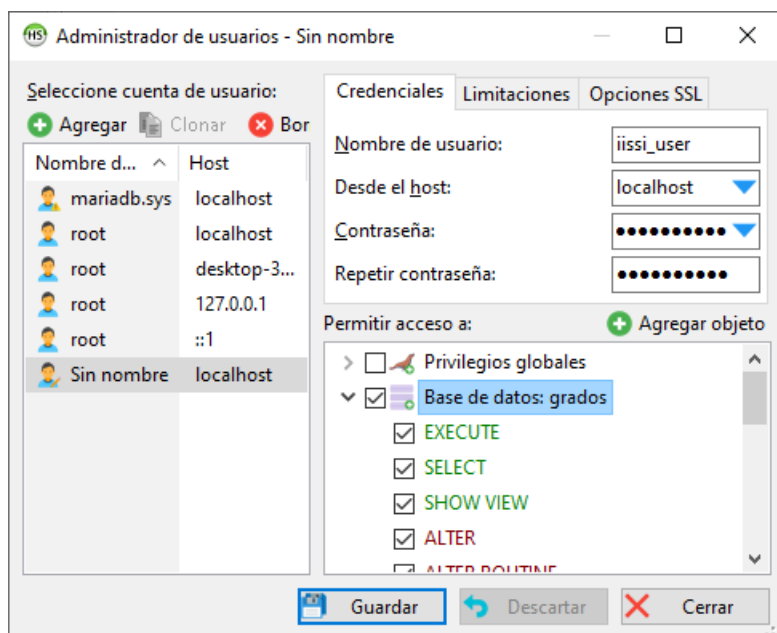 HS Administrador de usuarios - Sin nombre
Seleccione cuenta de usuario:
Agregar Clonar Bor
Nombre d... Host
mariadb.sys localhost
root localhost
root desktop-3...
root 127.0.0.1
root ::1
Sin nombre localhost
Credenciales Limitaciones Opciones SSL
Nombre de usuario: iissi_user
Desde el host: localhost
Contraseña: ●●●●●●●●●●
Repetir contraseña: ●●●●●●●●●●
Permitir acceso a: Agregar objeto
Privilegios globales
Base de datos: grados
EXECUTE
SELECT
SHOW VIEW
ALTER
ALTER ROUTINE
Guardar Descartar Cerrar